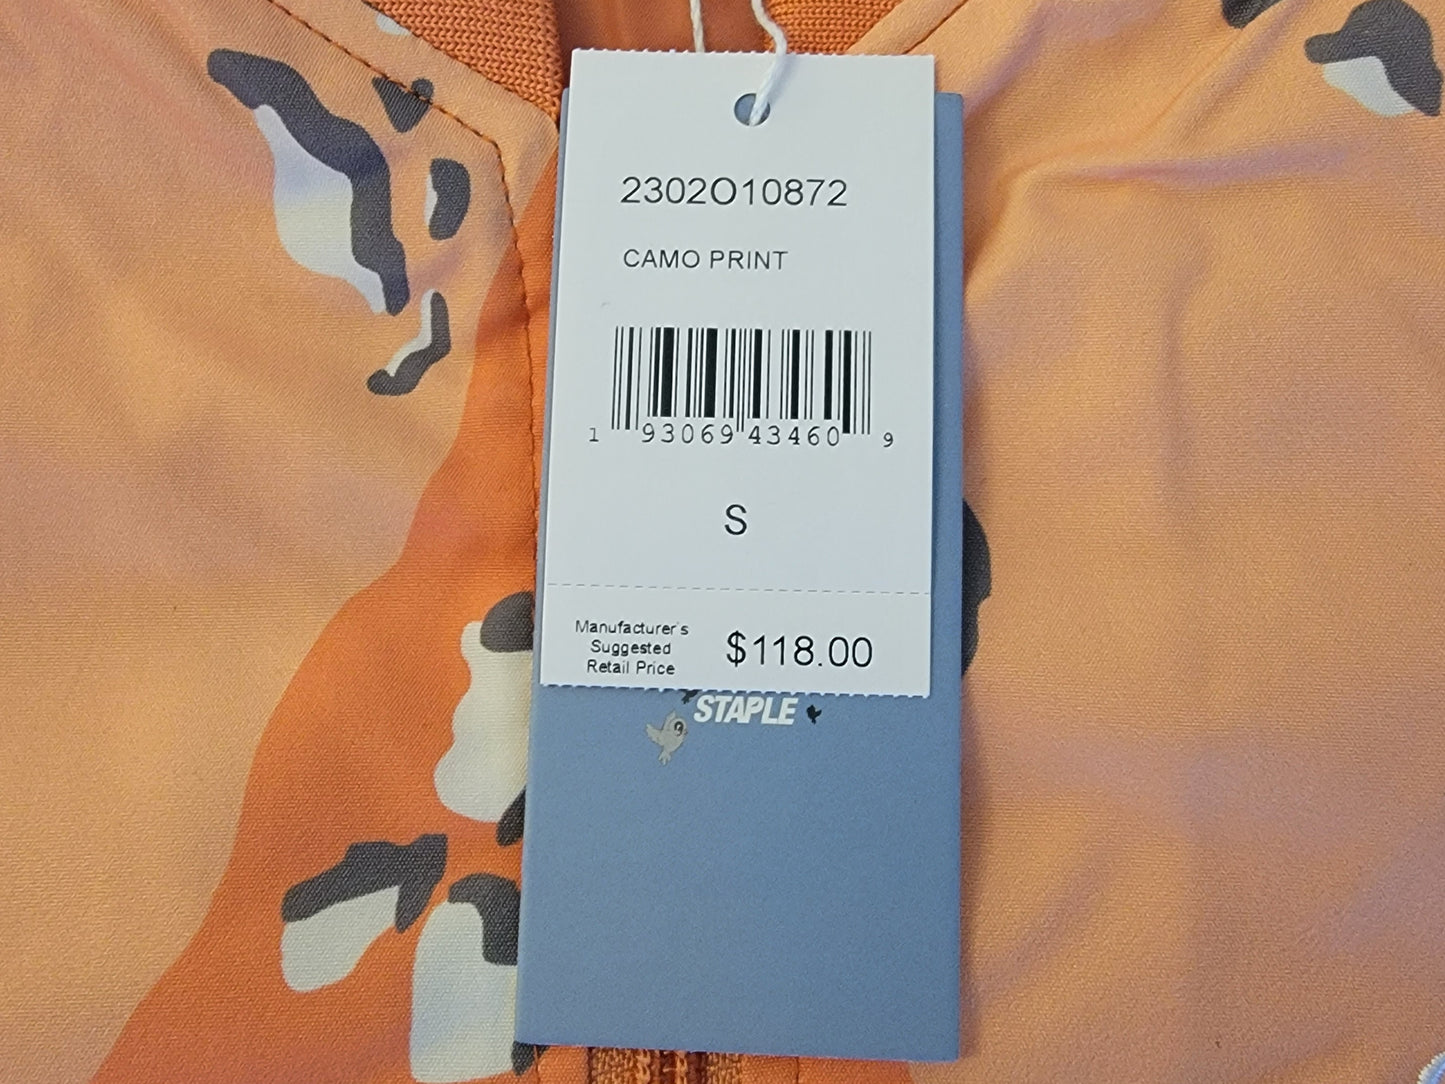 2302O10872
CAMO PRINT
1 93069 43460 9
S
Manufacturer's
Suggested
Retail Price
$118.00
STAPLE